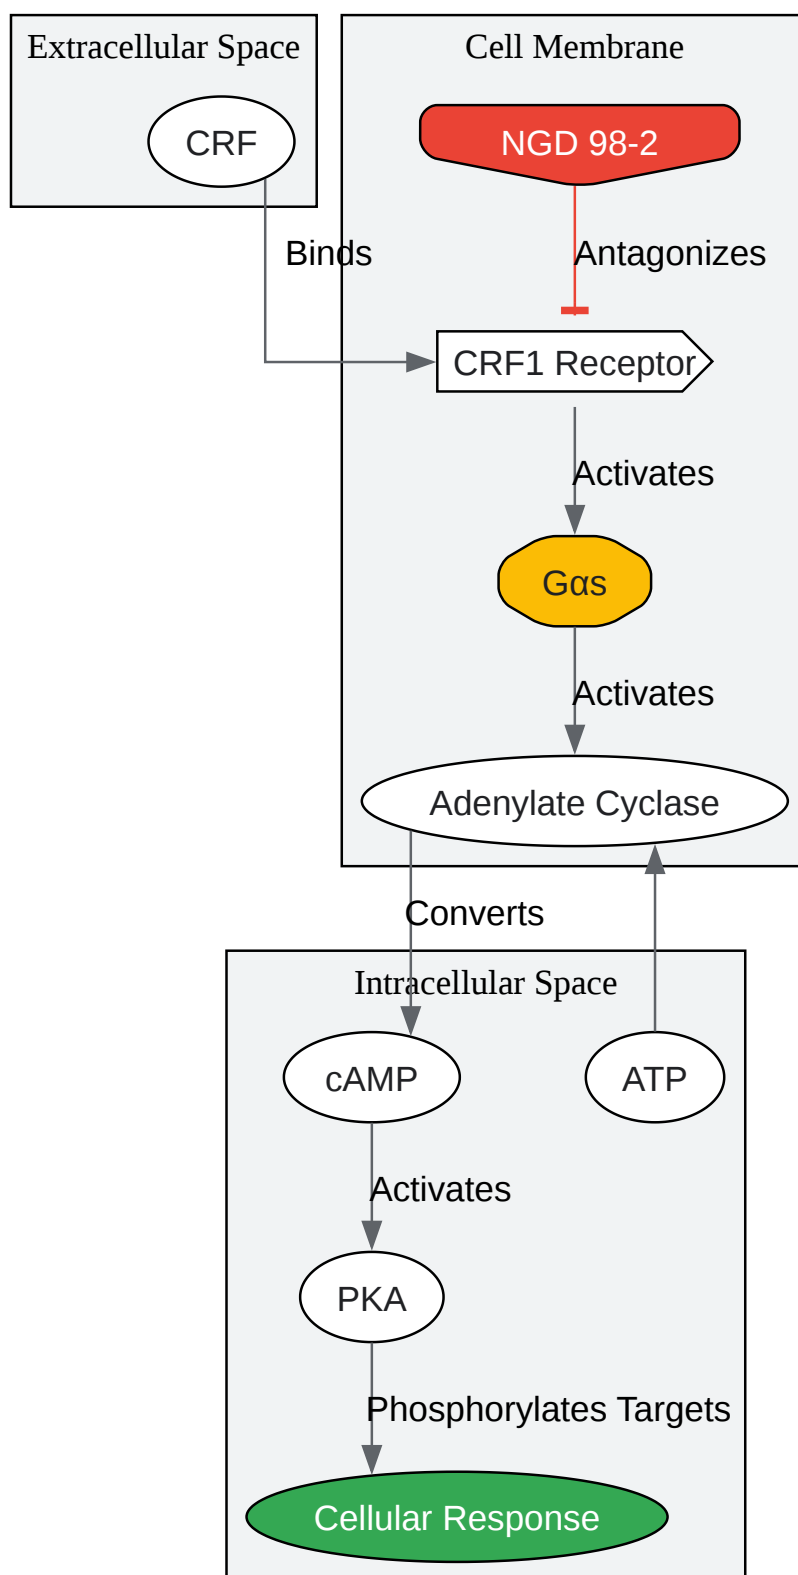 Extracellular Space
Cell Membrane
CRF
NGD 98-2
Binds
Antagonizes
CRF1 Receptor
Activates
Gαs
Activates
Adenylate Cyclase
Converts
Intracellular Space
cAMP
ATP
Activates
PKA
Phosphorylates Targets
Cellular Response